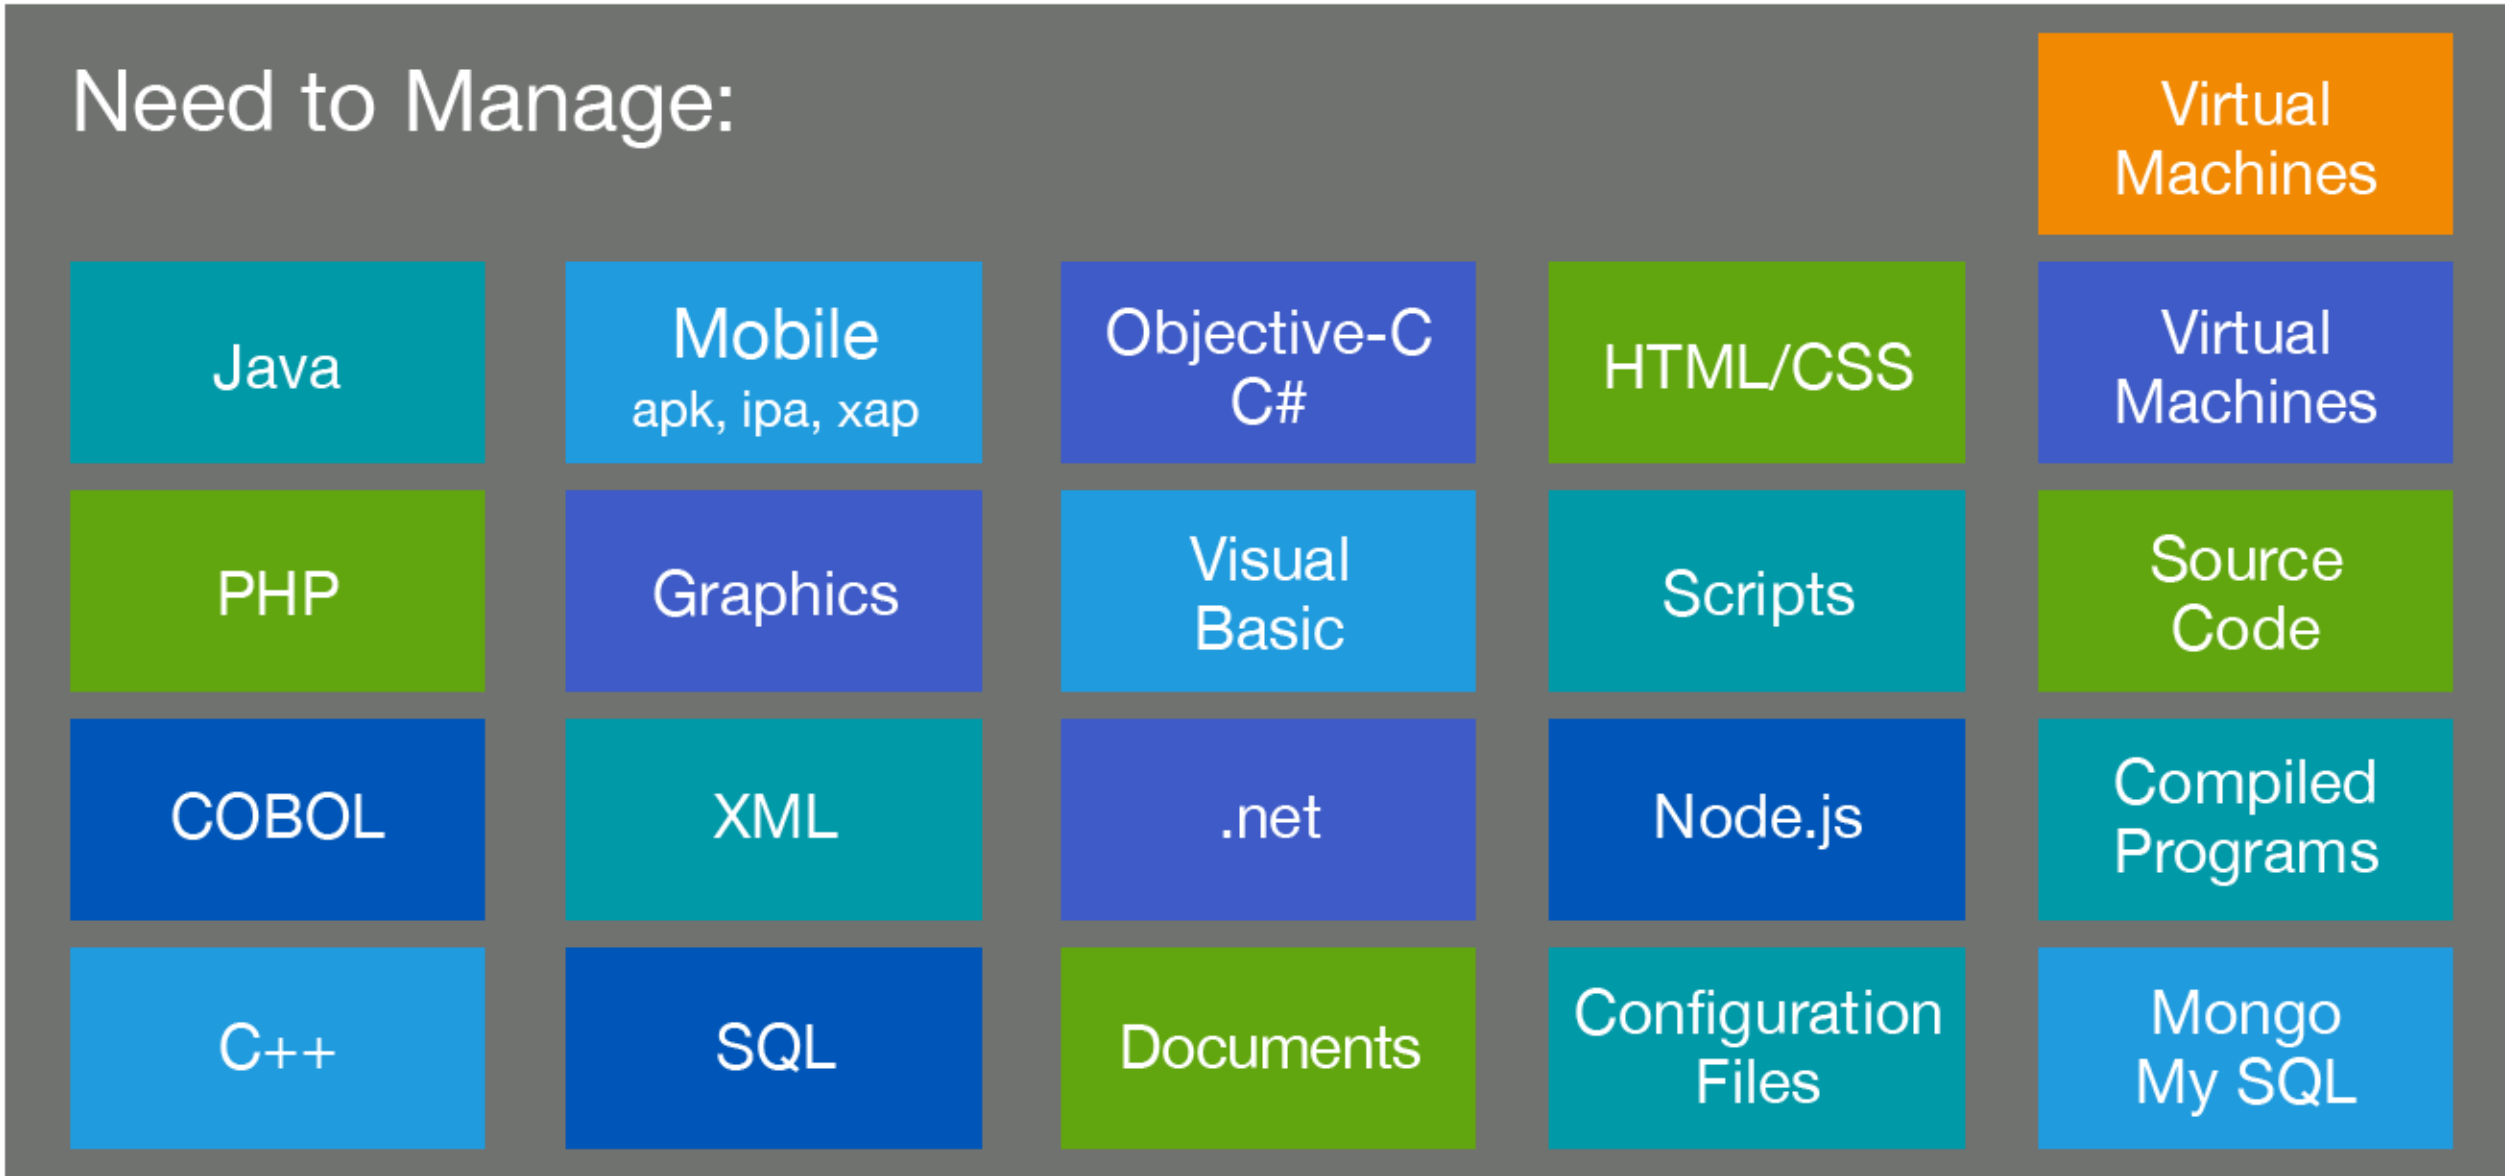 Need to Manage:
Virtual
Machines
Java
Mobile
apk, ipa, xap
Objective-C
C#
HTML/CSS
Virtual
Machines
PHP
Graphics
Visual
Basic
Scripts
Source
Code
COBOL
XML
.net
Node.js
Compiled
Programs
C++
SQL
Documents
Configuration
Files
Mongo
My SQL